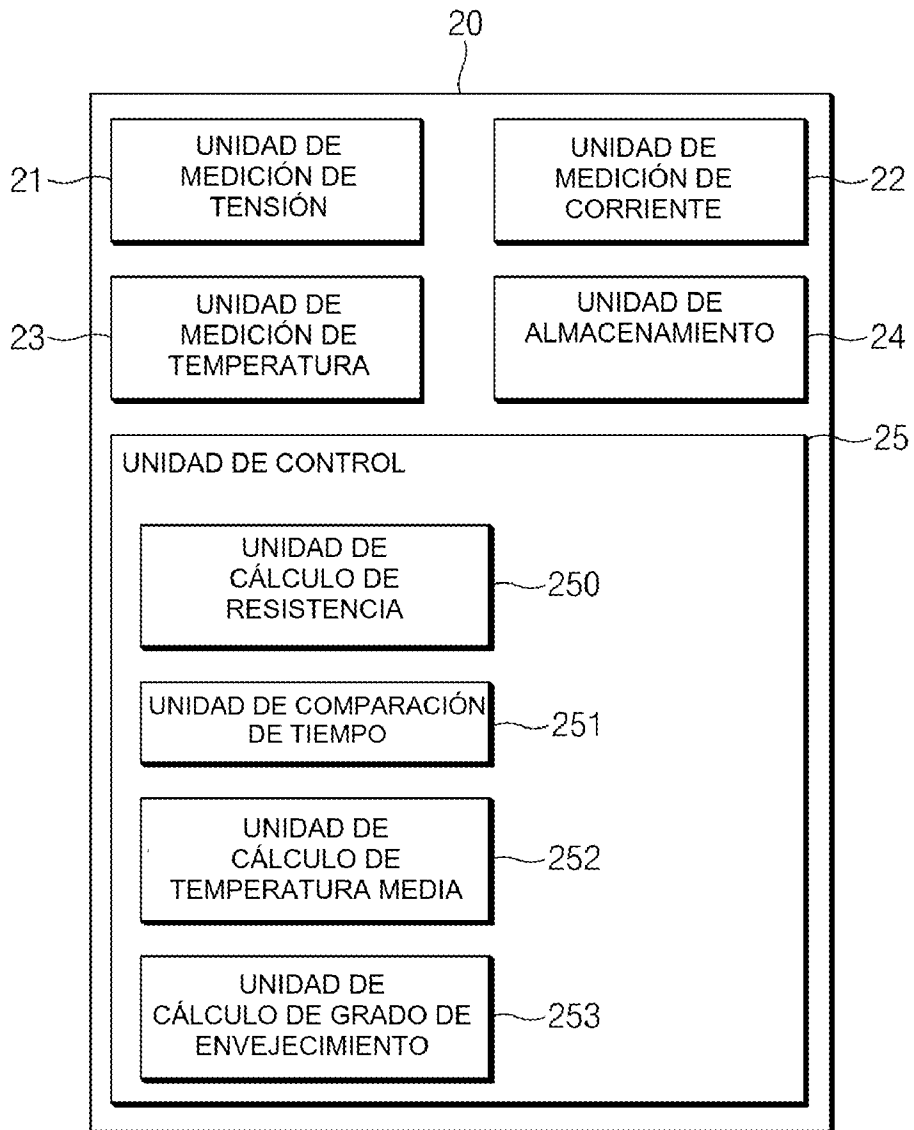 20
21
UNIDAD DE
MEDICIÓN DE
TENSIÓN
UNIDAD DE
MEDICIÓN DE
CORRIENTE
22
23
UNIDAD DE
MEDICIÓN DE
TEMPERATURA
UNIDAD DE
ALMACENAMIENTO
24
25
UNIDAD DE CONTROL
UNIDAD DE
CÁLCULO DE
RESISTENCIA
250
UNIDAD DE COMPARACIÓN
DE TIEMPO
251
UNIDAD DE
CÁLCULO DE
TEMPERATURA MEDIA
252
UNIDAD DE
CÁLCULO DE GRADO DE
ENVEJECIMIENTO
253